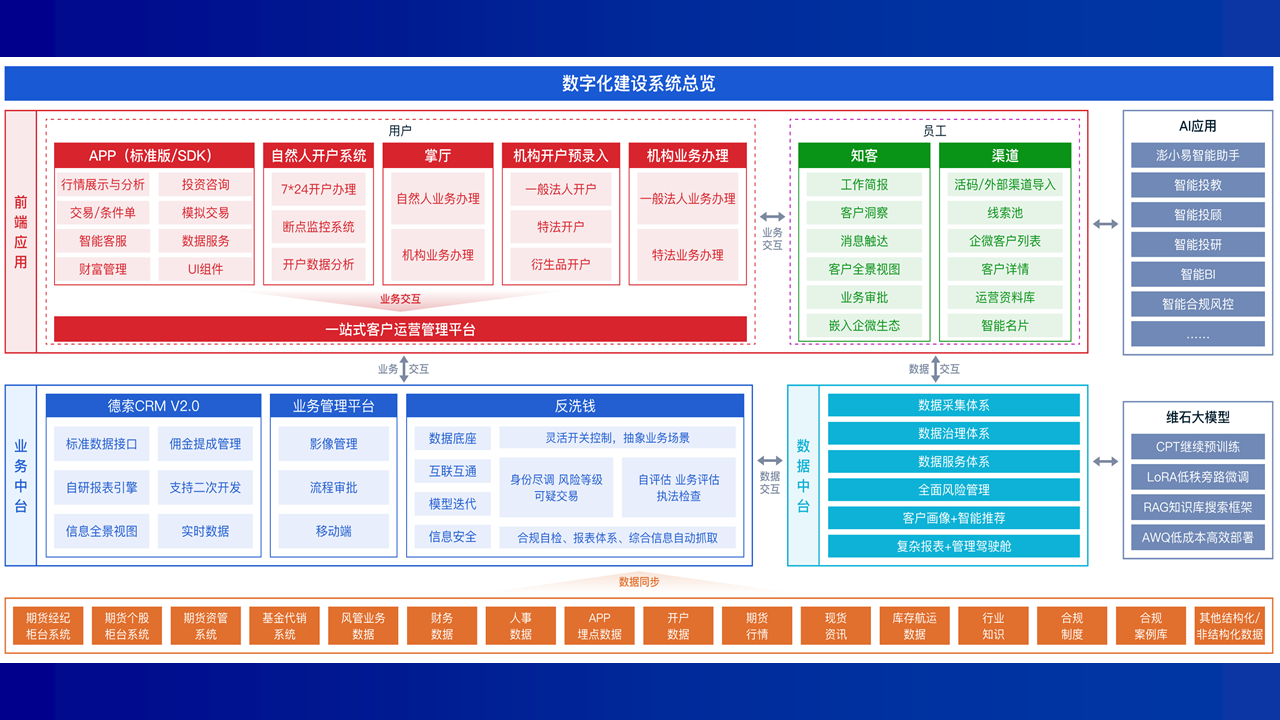 数字化建设系统总览
前端应用
用户
APP（标准版/SDK）
行情展示与分析
投资咨询
交易/条件单
模拟交易
智能客服
数据服务
财富管理
UI组件
自然人开户系统
7*24开户办理
断点监控系统
开户数据分析
掌厅
自然人业务办理
机构业务办理
机构开户预录入
一般法人开户
特法开户
衍生品开户
机构业务办理
一般法人业务办理
特法业务办理
业务交互
一站式客户运营管理平台
业务
交互
员工
知客
工作简报
客户洞察
消息触达
客户全景视图
业务审批
嵌入企微生态
渠道
活码/外部渠道导入
线索池
企微客户列表
客户详情
运营资料库
智能名片
AI应用
澎小易智能助手
智能投教
智能投顾
智能投研
智能BI
智能合规风控
……
业务 交互
数据 交互
业务中台
德索CRM V2.0
标准数据接口
佣金提成管理
自研报表引擎
支持二次开发
信息全景视图
实时数据
业务管理平台
影像管理
流程审批
移动端
反洗钱
数据底座
灵活开关控制，抽象业务场景
互联互通
模型迭代
身份尽调 风险等级
可疑交易
自评估 业务评估
执法检查
信息安全
合规自检、报表体系、综合信息自动抓取
数据
交互
数据中台
数据采集体系
数据治理体系
数据服务体系
全面风险管理
客户画像+智能推荐
复杂报表+管理驾驶舱
维石大模型
CPT继续预训练
LoRA低秩旁路微调
RAG知识库搜索框架
AWQ低成本高效部署
数据同步
期货经纪
柜台系统
期货个股
柜台系统
期货资管
系统
基金代销
系统
风管业务
数据
财务
数据
人事
数据
APP
埋点数据
开户
数据
期货
行情
现货
资讯
库存航运
数据
行业
知识
合规
制度
合规
案例库
其他结构化/
非结构化数据